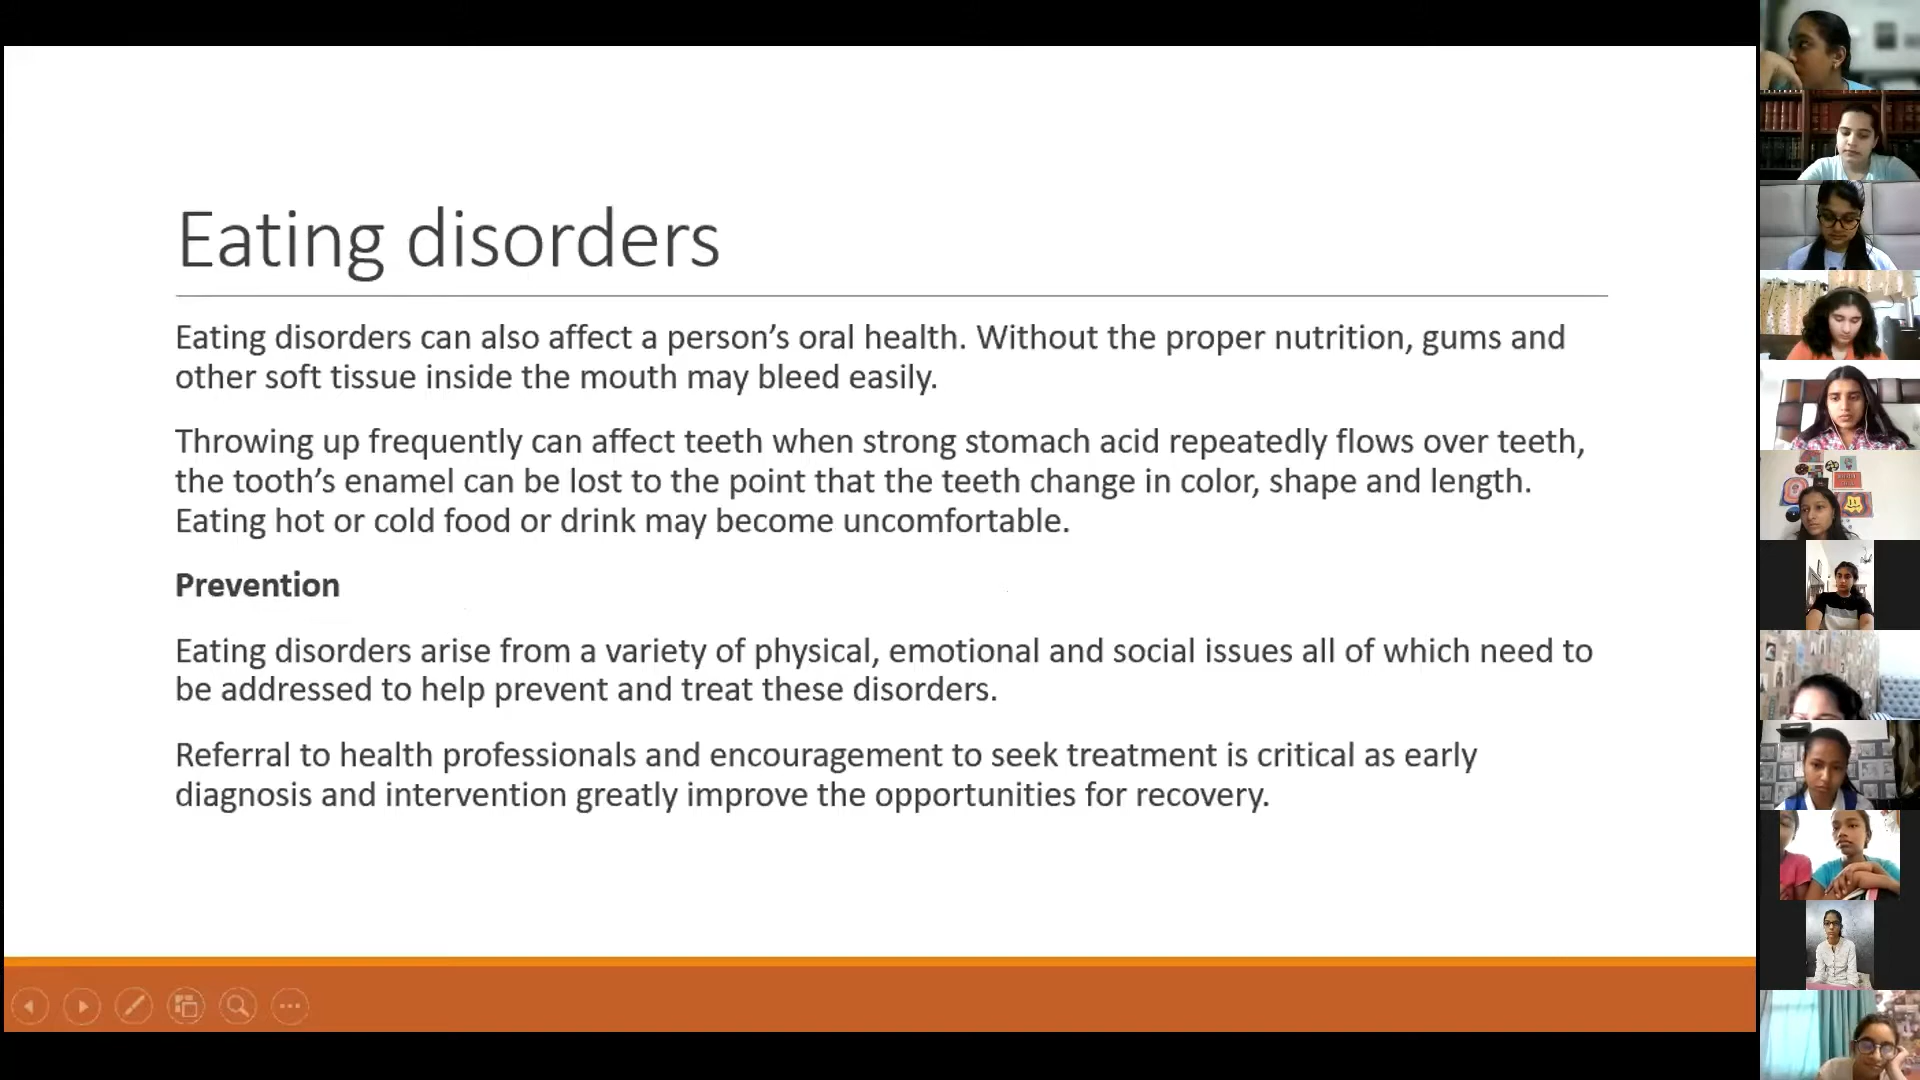 Eating disorders
Eating disorders can also affect a person’s oral health. Without the proper nutrition, gums and
other soft tissue inside the mouth may bleed easily.
Throwing up frequently can affect teeth when strong stomach acid repeatedly flows over teeth,
the tooth’s enamel can be lost to the point that the teeth change in color, shape and length.
Eating hot or cold food or drink may become uncomfortable.
Prevention
Eating disorders arise from a variety of physical, emotional and social issues all of which need to
be addressed to help prevent and treat these disorders.
Referral to health professionals and encouragement to seek treatment is critical as early
diagnosis and intervention greatly improve the opportunities for recovery.